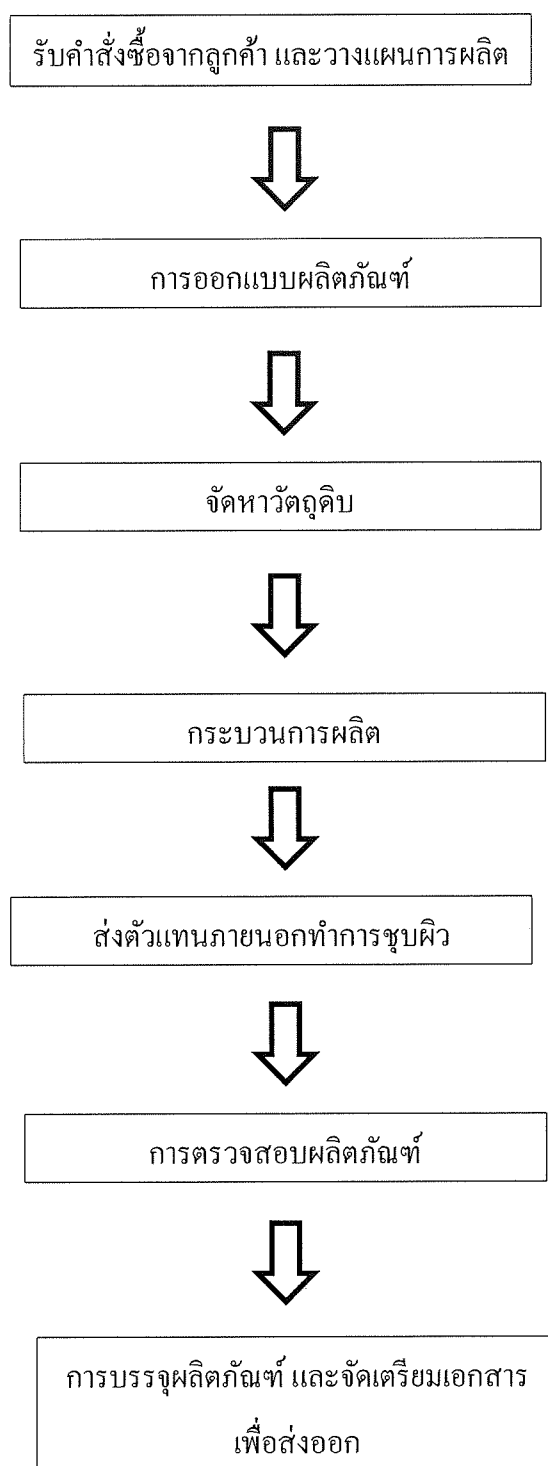 รับคำสั่งซื้อจากลูกค้า และวางแผนการผลิต
การออกแบบผลิตภัณฑ์
จัดหาวัตถุดิบ
กระบวนการผลิต
ส่งตัวแทนภายนอกทำการชุบผิว
การตรวจสอบผลิตภัณฑ์
การบรรจุผลิตภัณฑ์ และจัดเตรียมเอกสาร
เพื่อส่งออก